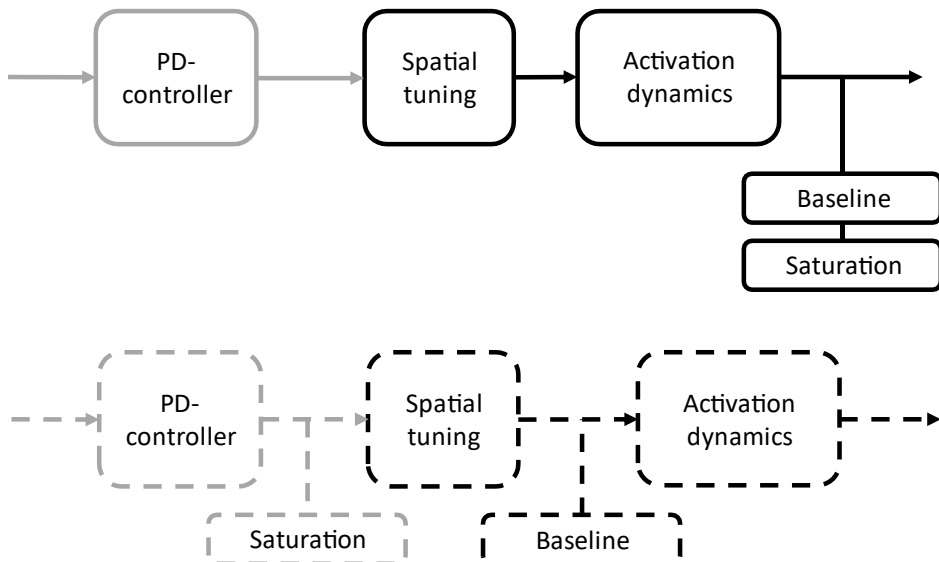 PD-
controller
Spatial
tuning
Activation
dynamics
Baseline
Saturation
PD-
controller
Spatial
tuning
Activation
dynamics
Saturation
Baseline